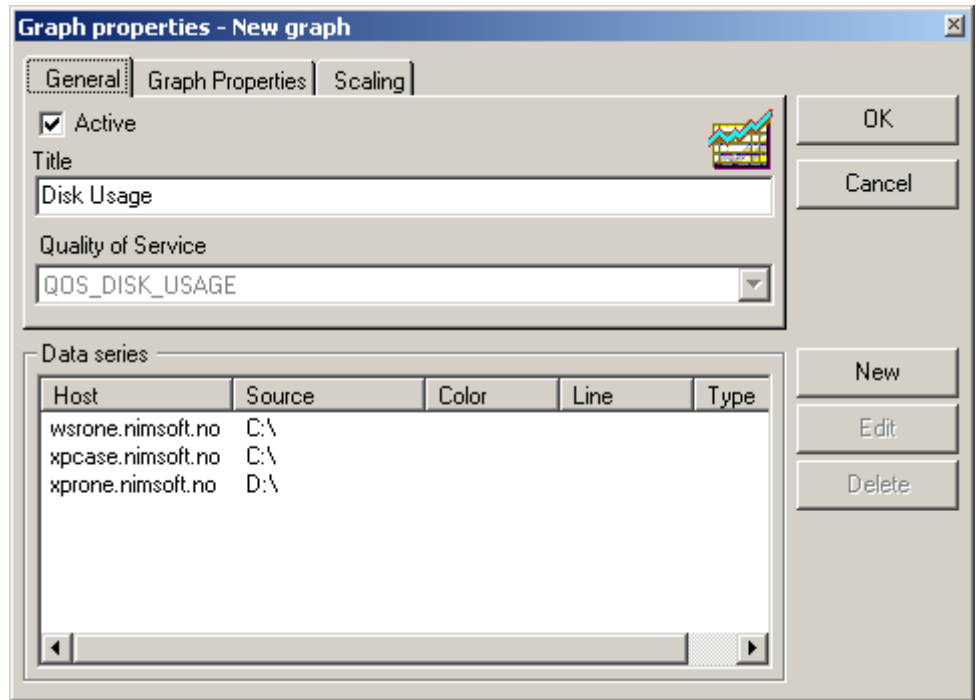 Graph properties - New graph
General Graph Properties Scaling
Active
Title
Disk Usage
Quality of Service
QOS_DISK_USAGE
OK
Cancel
Data series
Host Source Color Line Type
wsrone.nimsoft.no C:\
xpcase.nimsoft.no C:\
xprone.nimsoft.no D:\
New
Edit
Delete